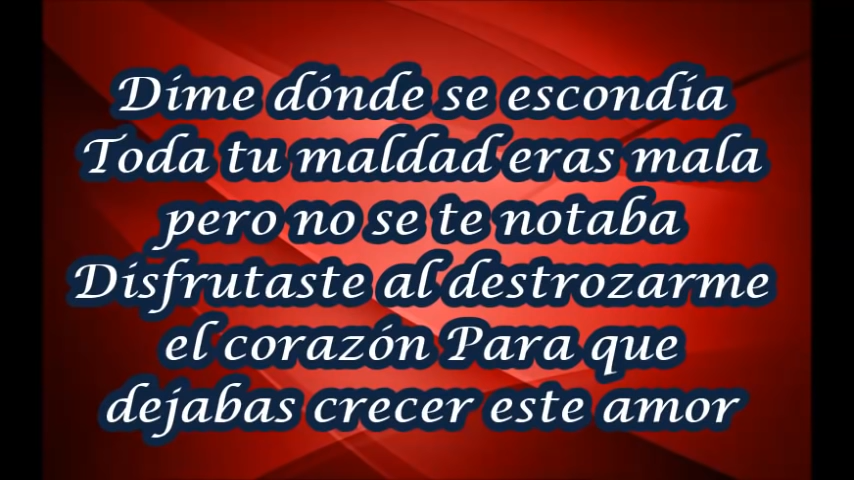 Dime dónde se escondía
Toda tu maldad eras mala
pero no se te notaba
Disfrutaste al destrozarme
el corazón Para que
dejabas crecer este amor